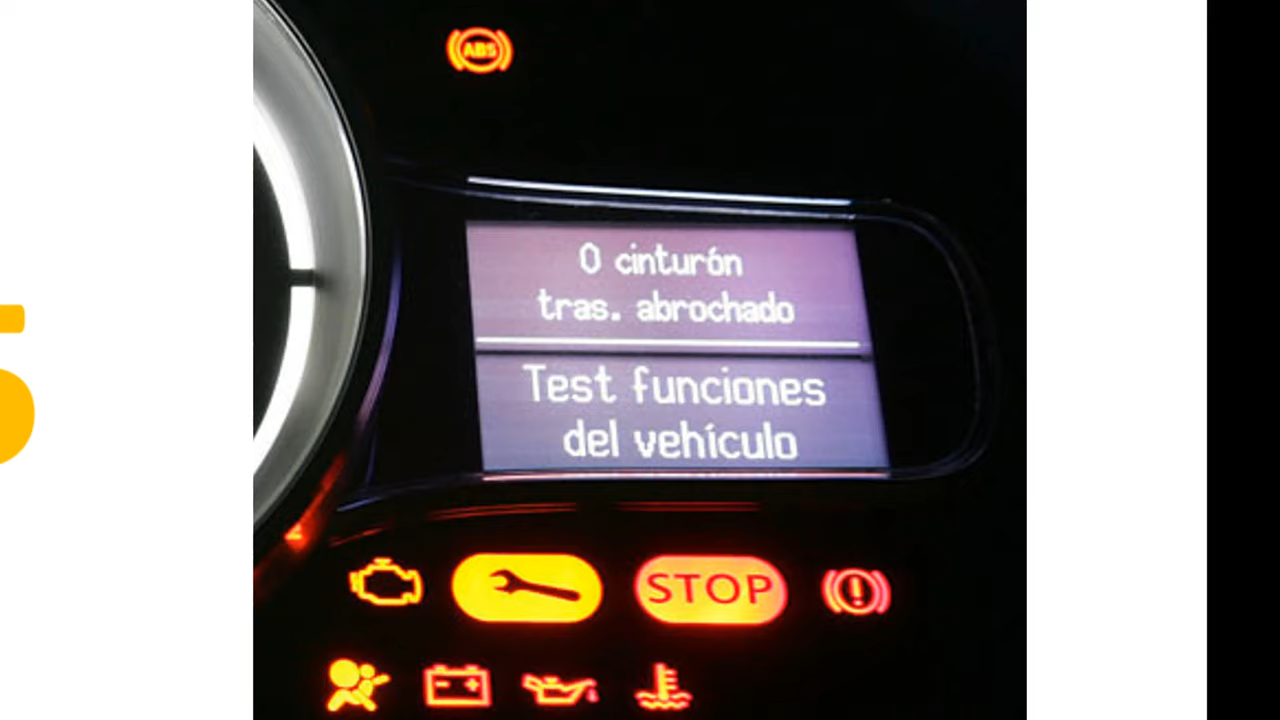 ABS
0 cinturón
tras. abrochado
Test funciones
del vehículo
STOP